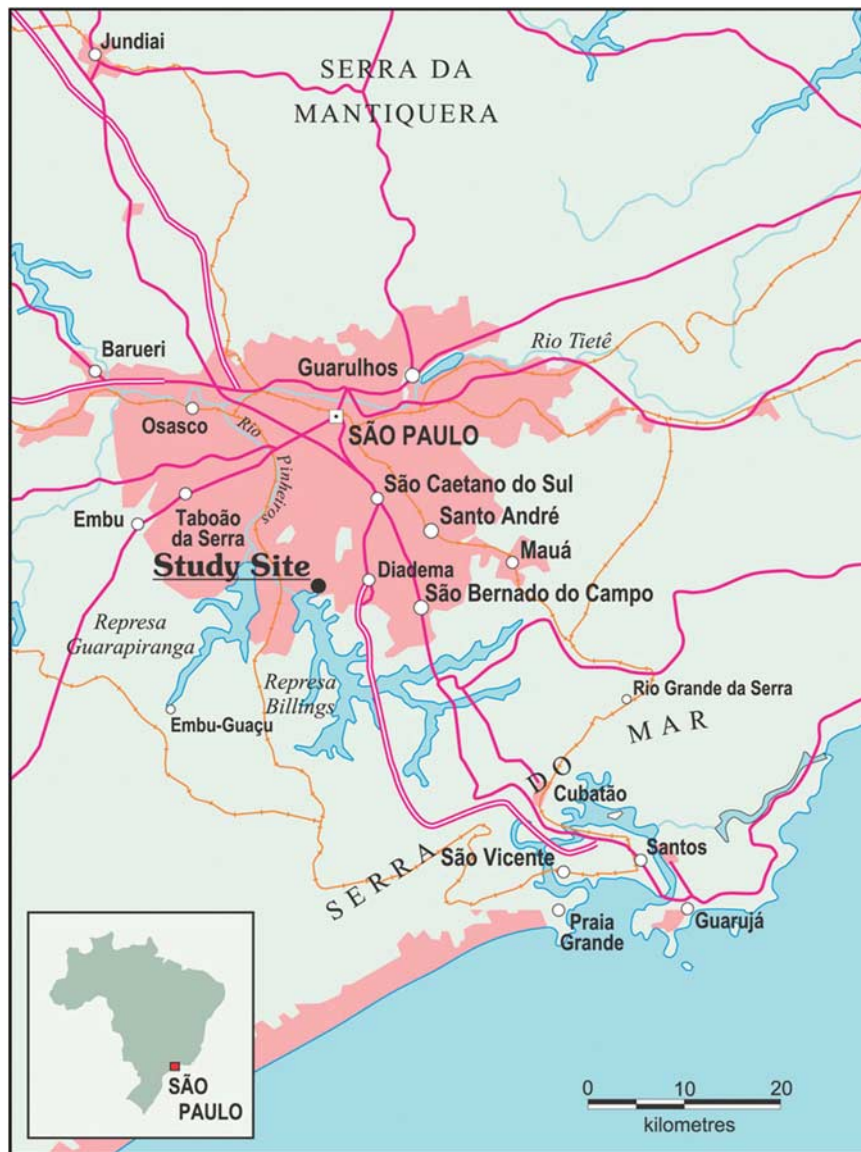 Jundiai
SERRA DA
MANTIQUERA
Barueri
Guarulhos
Rio Tietê
Osasco
Rio
Pinheiros
SÃO PAULO
São Caetano do Sul
Embu
Taboão
da Serra
Santo André
Mauá
Study Site
Diadema
São Bernado do Campo
Represa
Guarapiranga
Represa
Billings
Embu-Guaçu
Rio Grande da Serra
SERRA DO MAR
Cubatão
São Vicente
Santos
Praia
Grande
Guarujá
SÃO
PAULO
0 10 20
kilometres